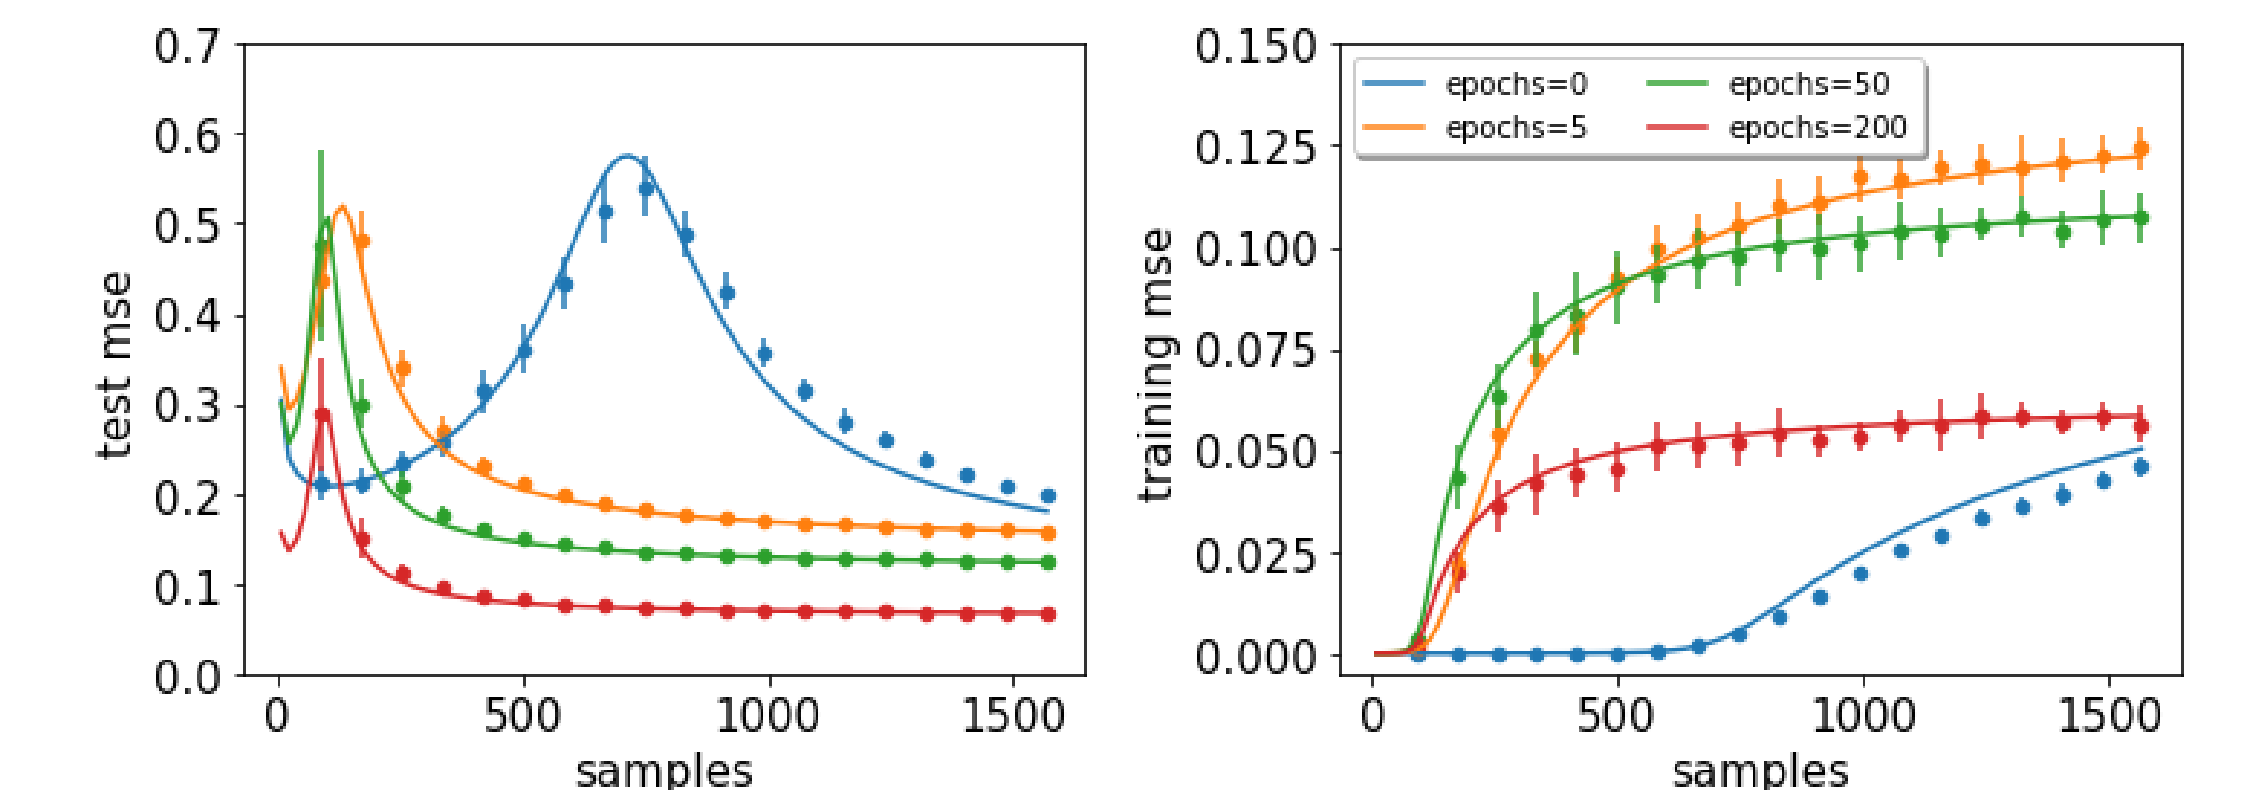 0.7
0.6
0.5
0.4
0.3
0.2
0.1
0.0
test mse
0 500 1000 1500
samples
0.150
0.125
0.100
0.075
0.050
0.025
0.000
training mse
epochs=0 epochs=50
epochs=5 epochs=200
0 500 1000 1500
samples